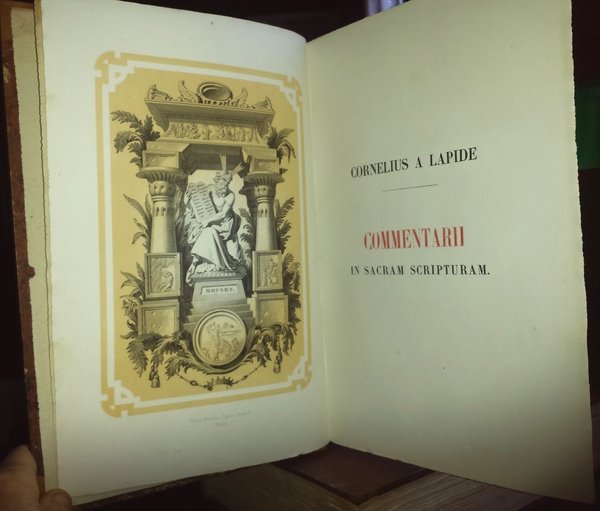 MOYSES.
CORNELIUS A LAPIDE
COMMENTARII
IN SACRAM SCRIPTURAM.